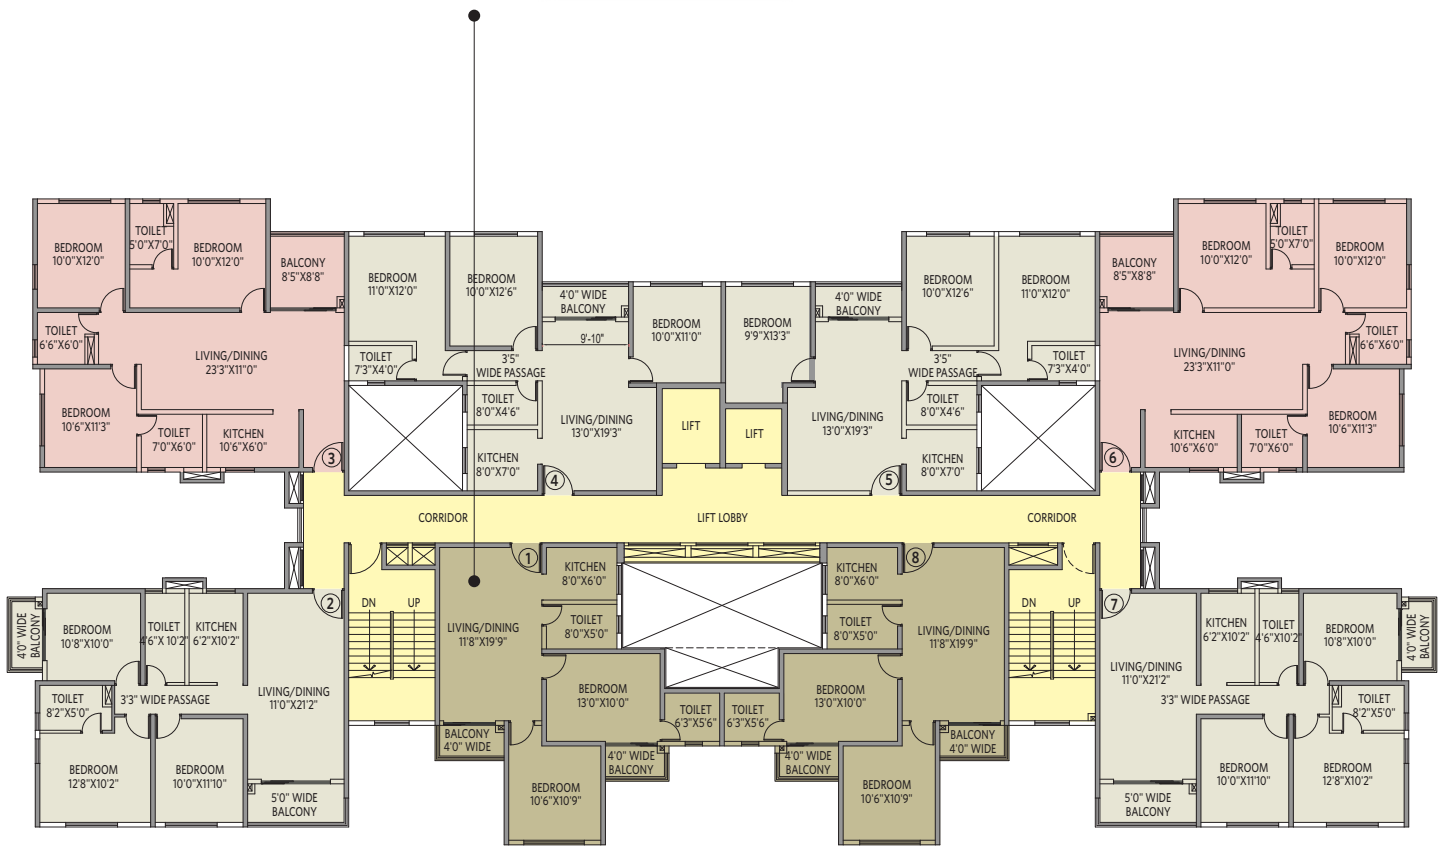 BEDROOM
10'0"X12'0"
TOILET
5'0"X7'0"
BEDROOM
10'0"X12'0"
BALCONY
8'5"X8'8"
TOILET
6'6"X6'0"
LIVING/DINING
23'3"X11'0"
BEDROOM
10'6"X11'3"
TOILET
7'0"X6'0"
KITCHEN
10'6"X6'0"
3
BEDROOM
11'0"X12'0"
BEDROOM
10'0"X12'6"
4'0" WIDE
BALCONY
9'-10"
BEDROOM
10'0"X11'0"
TOILET
7'3"X4'0"
3'5"
WIDE PASSAGE
TOILET
8'0"X4'6"
LIVING/DINING
13'0"X19'3"
KITCHEN
8'0"X7'0"
4
LIFT
LIFT
BEDROOM
9'9"X13'3"
4'0" WIDE
BALCONY
BEDROOM
10'0"X12'6"
BEDROOM
11'0"X12'0"
3'5"
WIDE PASSAGE
TOILET
7'3"X4'0"
LIVING/DINING
13'0"X19'3"
TOILET
8'0"X4'6"
KITCHEN
8'0"X7'0"
5
BALCONY
8'5"X8'8"
BEDROOM
10'0"X12'0"
TOILET
5'0"X7'0"
BEDROOM
10'0"X12'0"
LIVING/DINING
23'3"X11'0"
TOILET
6'6"X6'0"
KITCHEN
10'6"X6'0"
TOILET
7'0"X6'0"
BEDROOM
10'6"X11'3"
6
CORRIDOR
LIFT LOBBY
CORRIDOR
4'0" WIDE
BALCONY
BEDROOM
10'8"X10'0"
TOILET
4'6"X 10'2"
KITCHEN
6'2"X10'2"
2
TOILET
8'2"X5'0"
3'3" WIDE PASSAGE
LIVING/DINING
11'0"X21'2"
BEDROOM
12'8"X10'2"
BEDROOM
10'0"X11'10"
5'0" WIDE
BALCONY
DN
UP
1
KITCHEN
8'0"X6'0"
TOILET
8'0"X5'0"
LIVING/DINING
11'8"X19'9"
BEDROOM
13'0"X10'0"
TOILET
6'3"X5'6"
BALCONY
4'0" WIDE
4'0" WIDE
BALCONY
BEDROOM
10'6"X10'9"
8
KITCHEN
8'0"X6'0"
TOILET
8'0"X5'0"
LIVING/DINING
11'8"X19'9"
BEDROOM
13'0"X10'0"
TOILET
6'3"X5'6"
4'0" WIDE
BALCONY
BALCONY
4'0" WIDE
BEDROOM
10'6"X10'9"
DN
UP
7
KITCHEN
6'2"X10'2"
TOILET
4'6"X10'2"
BEDROOM
10'8"X10'0"
4'0" WIDE
BALCONY
LIVING/DINING
11'0"X21'2"
3'3" WIDE PASSAGE
TOILET
8'2"X5'0"
BEDROOM
10'0"X11'10"
BEDROOM
12'8"X10'2"
5'0" WIDE
BALCONY